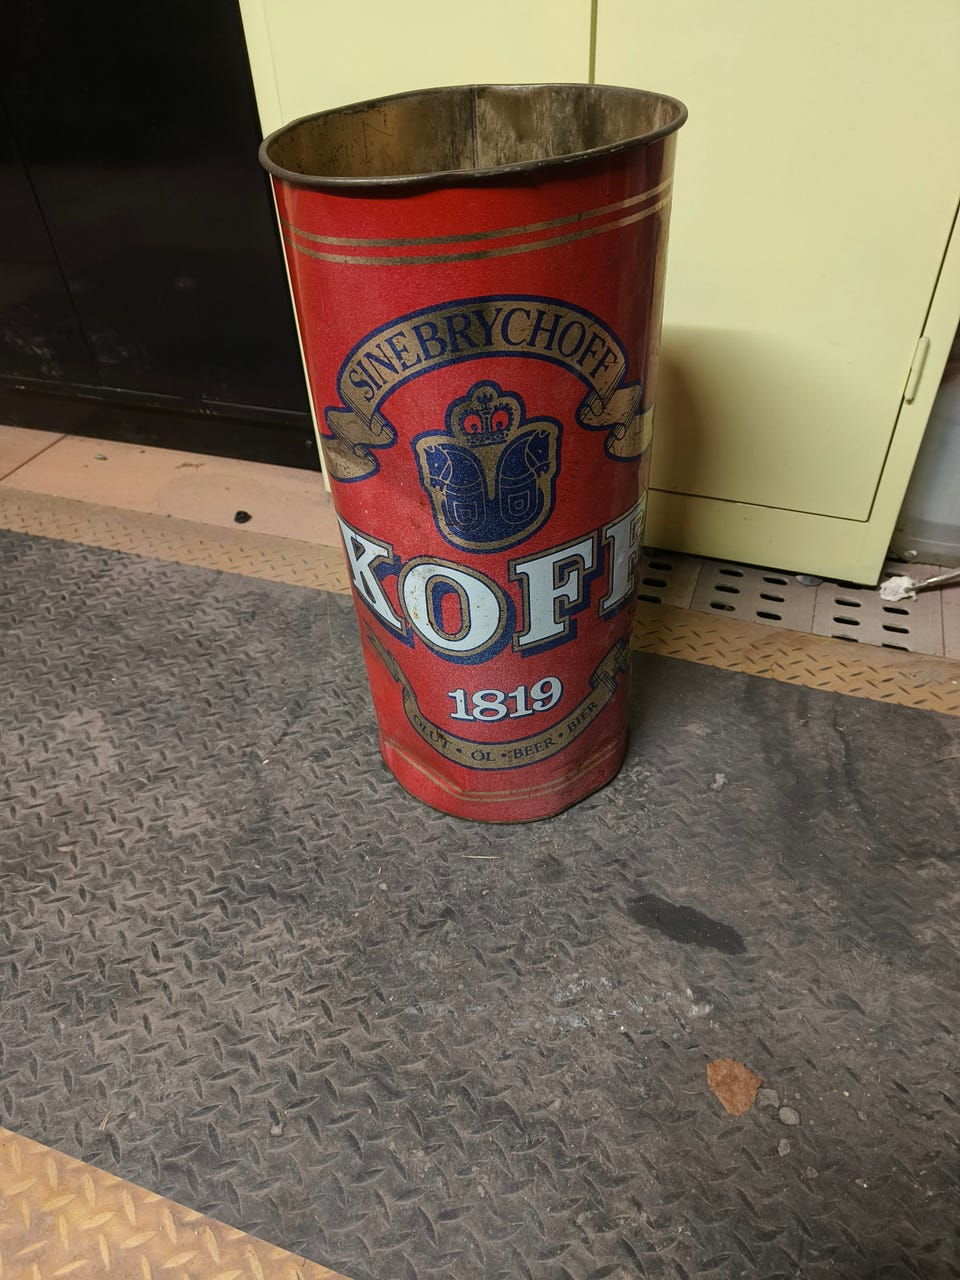 SINEBRYCHOFF
KOFF
1819
OLUT • ÖL • BEER • BIER